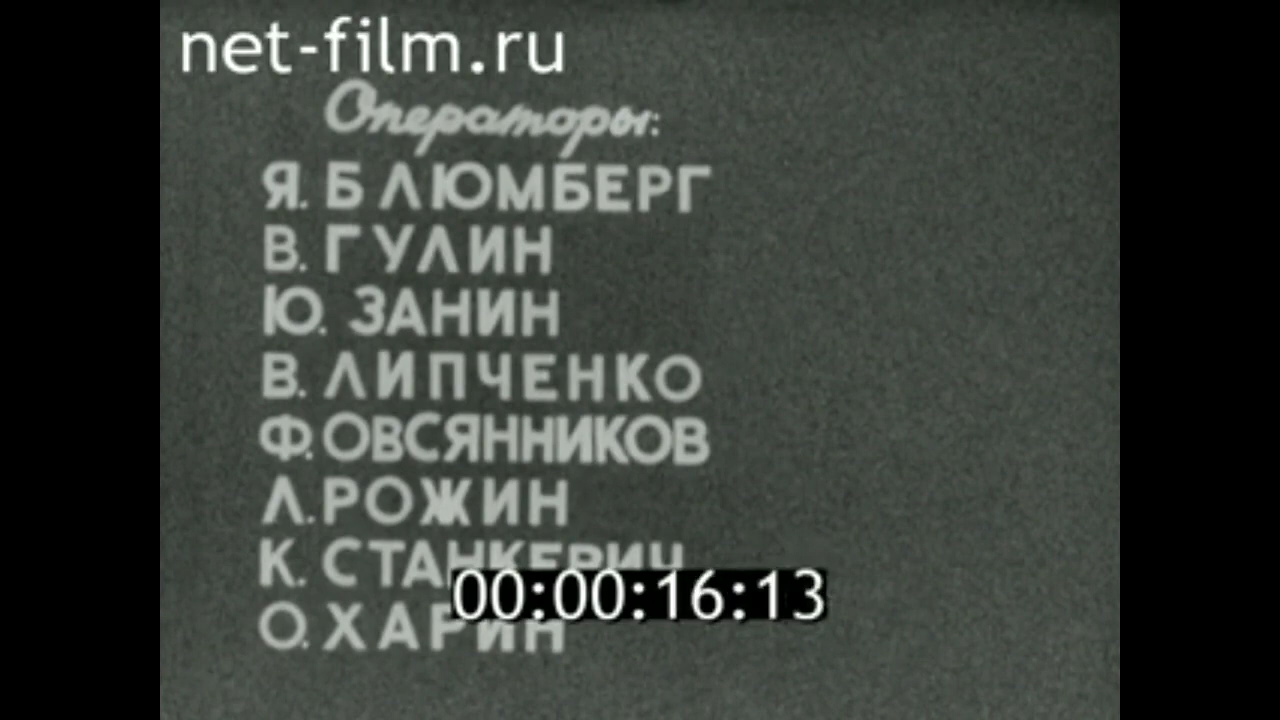 net-film.ru
Операторы:
Я. БЛЮМБЕРГ
В. ГУЛИН
Ю. ЗАНИН
В. ЛИПЧЕНКО
Ф. ОВСЯННИКОВ
Л. РОЖИН
К. СТАНКЕВИЧ
00:00:16:13
О. ХАРИН